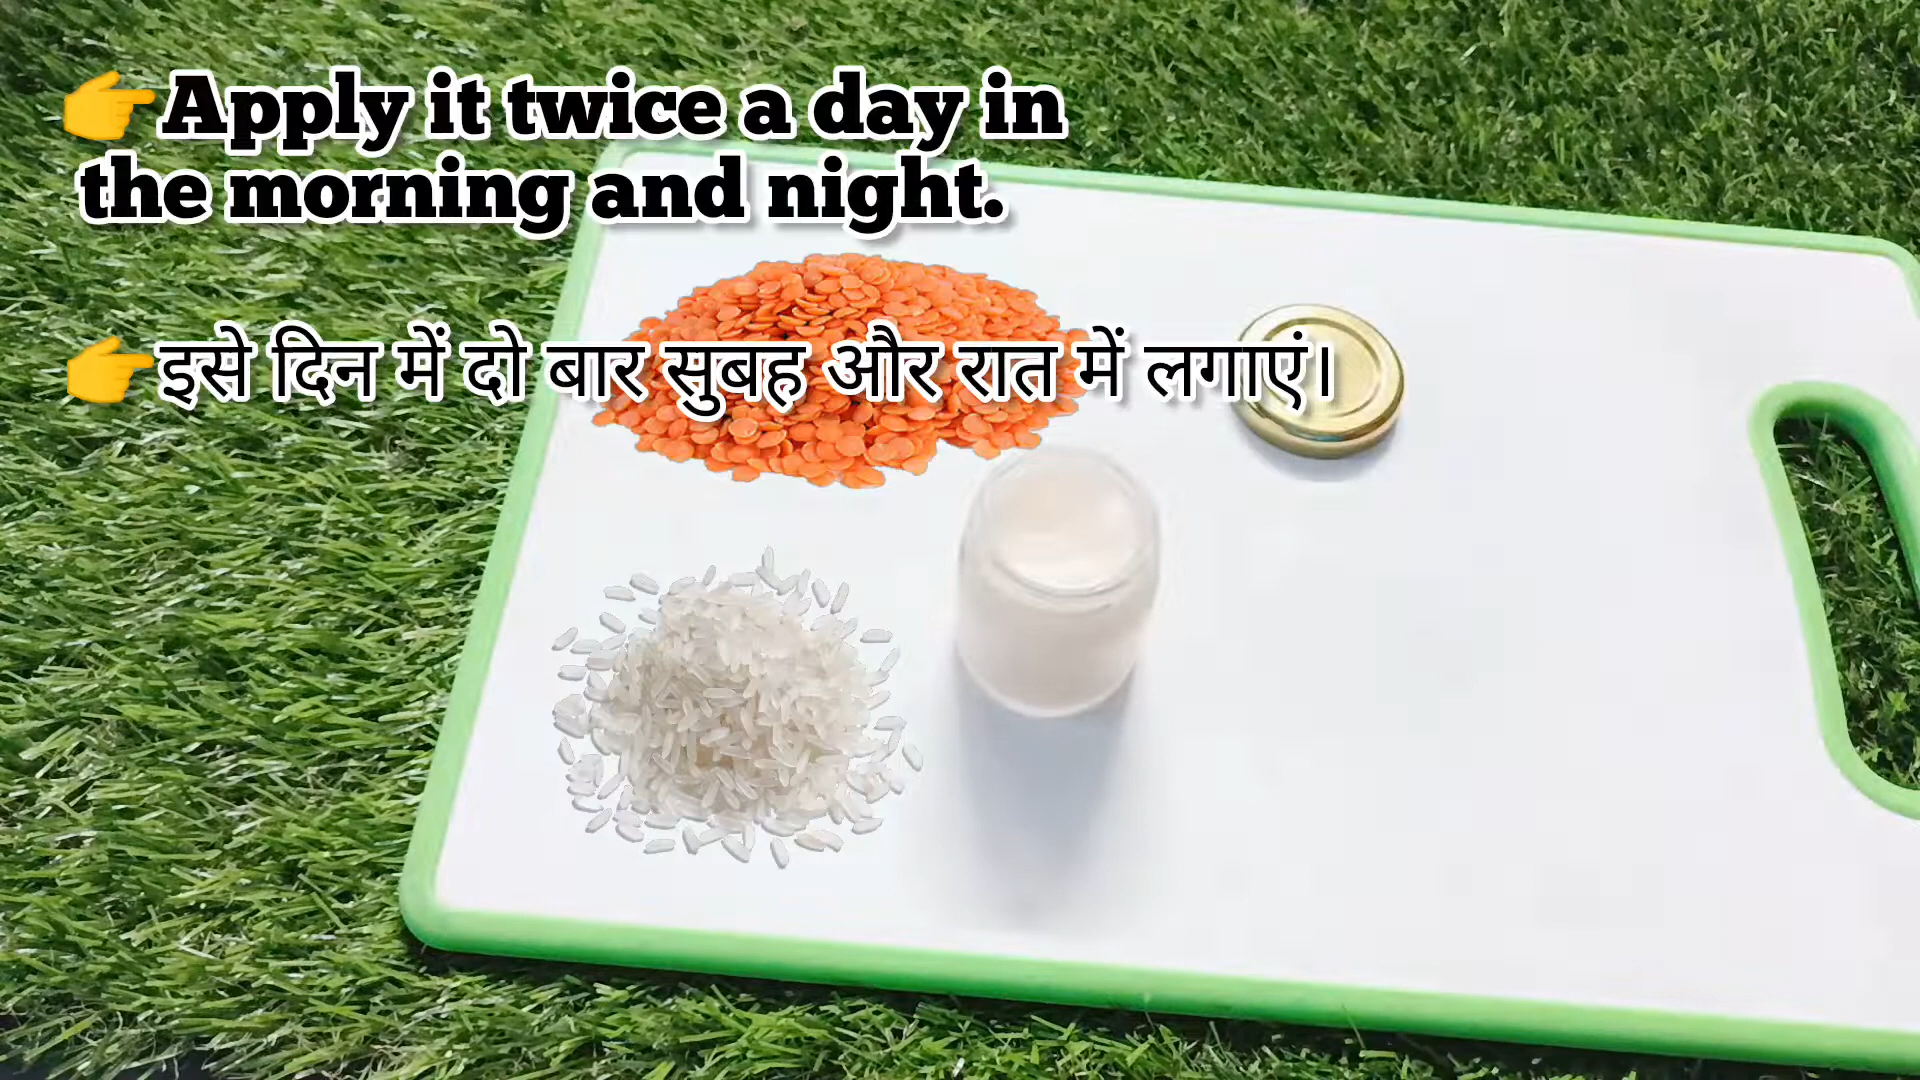 👉Apply it twice a day in
the morning and night.
👉इसे दिन में दो बार सुबह और रात में लगाएं।